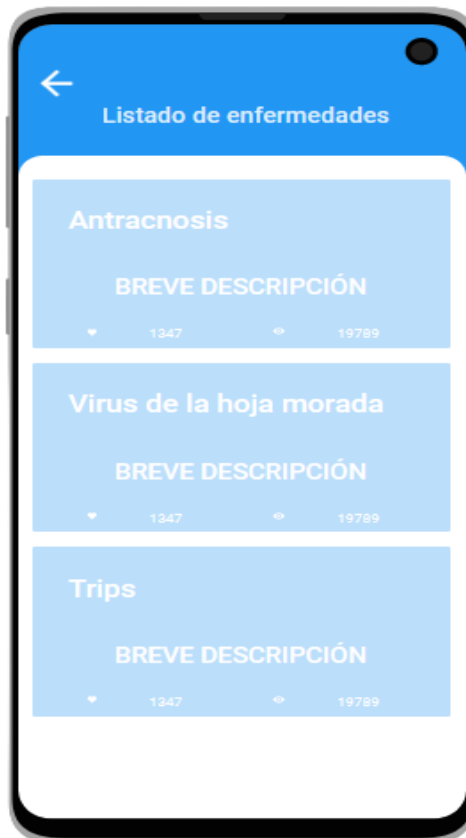 Listado de enfermedades
Antracnosis
BREVE DESCRIPCIÓN
1347 19789
Virus de la hoja morada
BREVE DESCRIPCIÓN
1347 19789
Trips
BREVE DESCRIPCIÓN
1347 19789